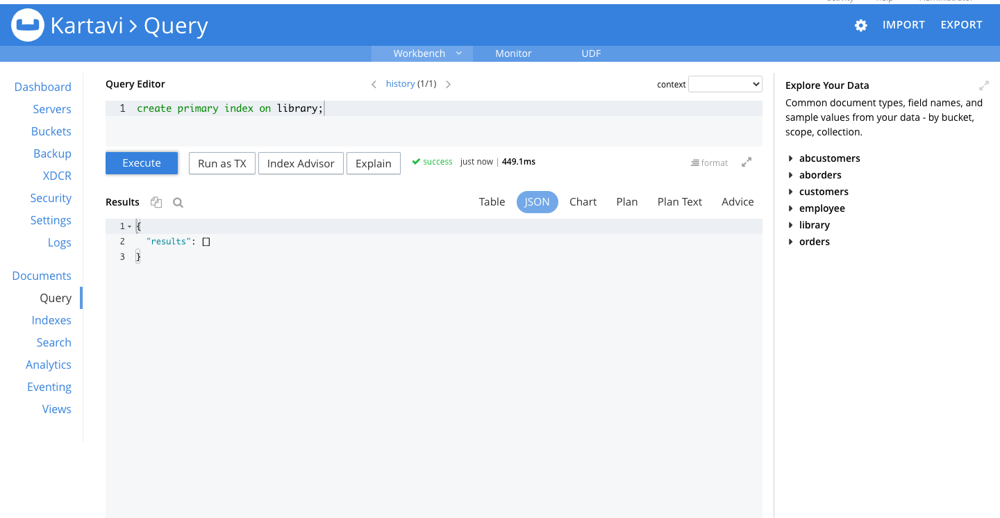 Kartavi > Query
IMPORT EXPORT
Workbench Monitor UDF
Dashboard
Servers
Buckets
Backup
XDCR
Security
Settings
Logs
Documents
Query
Indexes
Search
Analytics
Eventing
Views
Query Editor
history (1/1)
context
1 create primary index on library;
Execute Run as TX Index Advisor Explain success just now | 449.1ms format
Results Table JSON Chart Plan Plan Text Advice
1 {
2 "results": []
3 }
Explore Your Data
Common document types, field names, and
sample values from your data - by bucket,
scope, collection.
abcustomers
aborders
customers
employee
library
orders